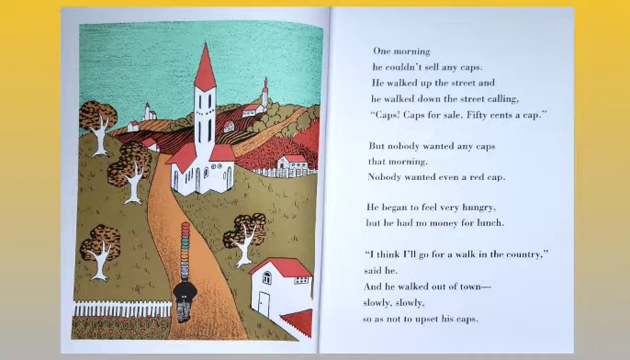 One morning
he couldn't sell any caps.
He walked up the street and
he walked down the street calling,
"Caps! Caps for sale. Fifty cents a cap."
But nobody wanted any caps
that morning.
Nobody wanted even a red cap.
He began to feel very hungry,
but he had no money for lunch.
"I think I'll go for a walk in the country,"
said he.
And he walked out of town—
slowly, slowly,
so as not to upset his caps.